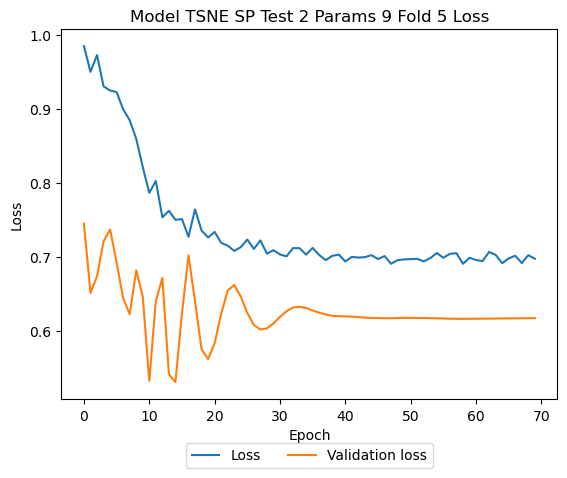 Model TSNE SP Test 2 Params 9 Fold 5 Loss
1.0
0.9
0.8
0.7
0.6
Loss
0 10 20 30 40 50 60 70
Epoch
Loss Validation loss